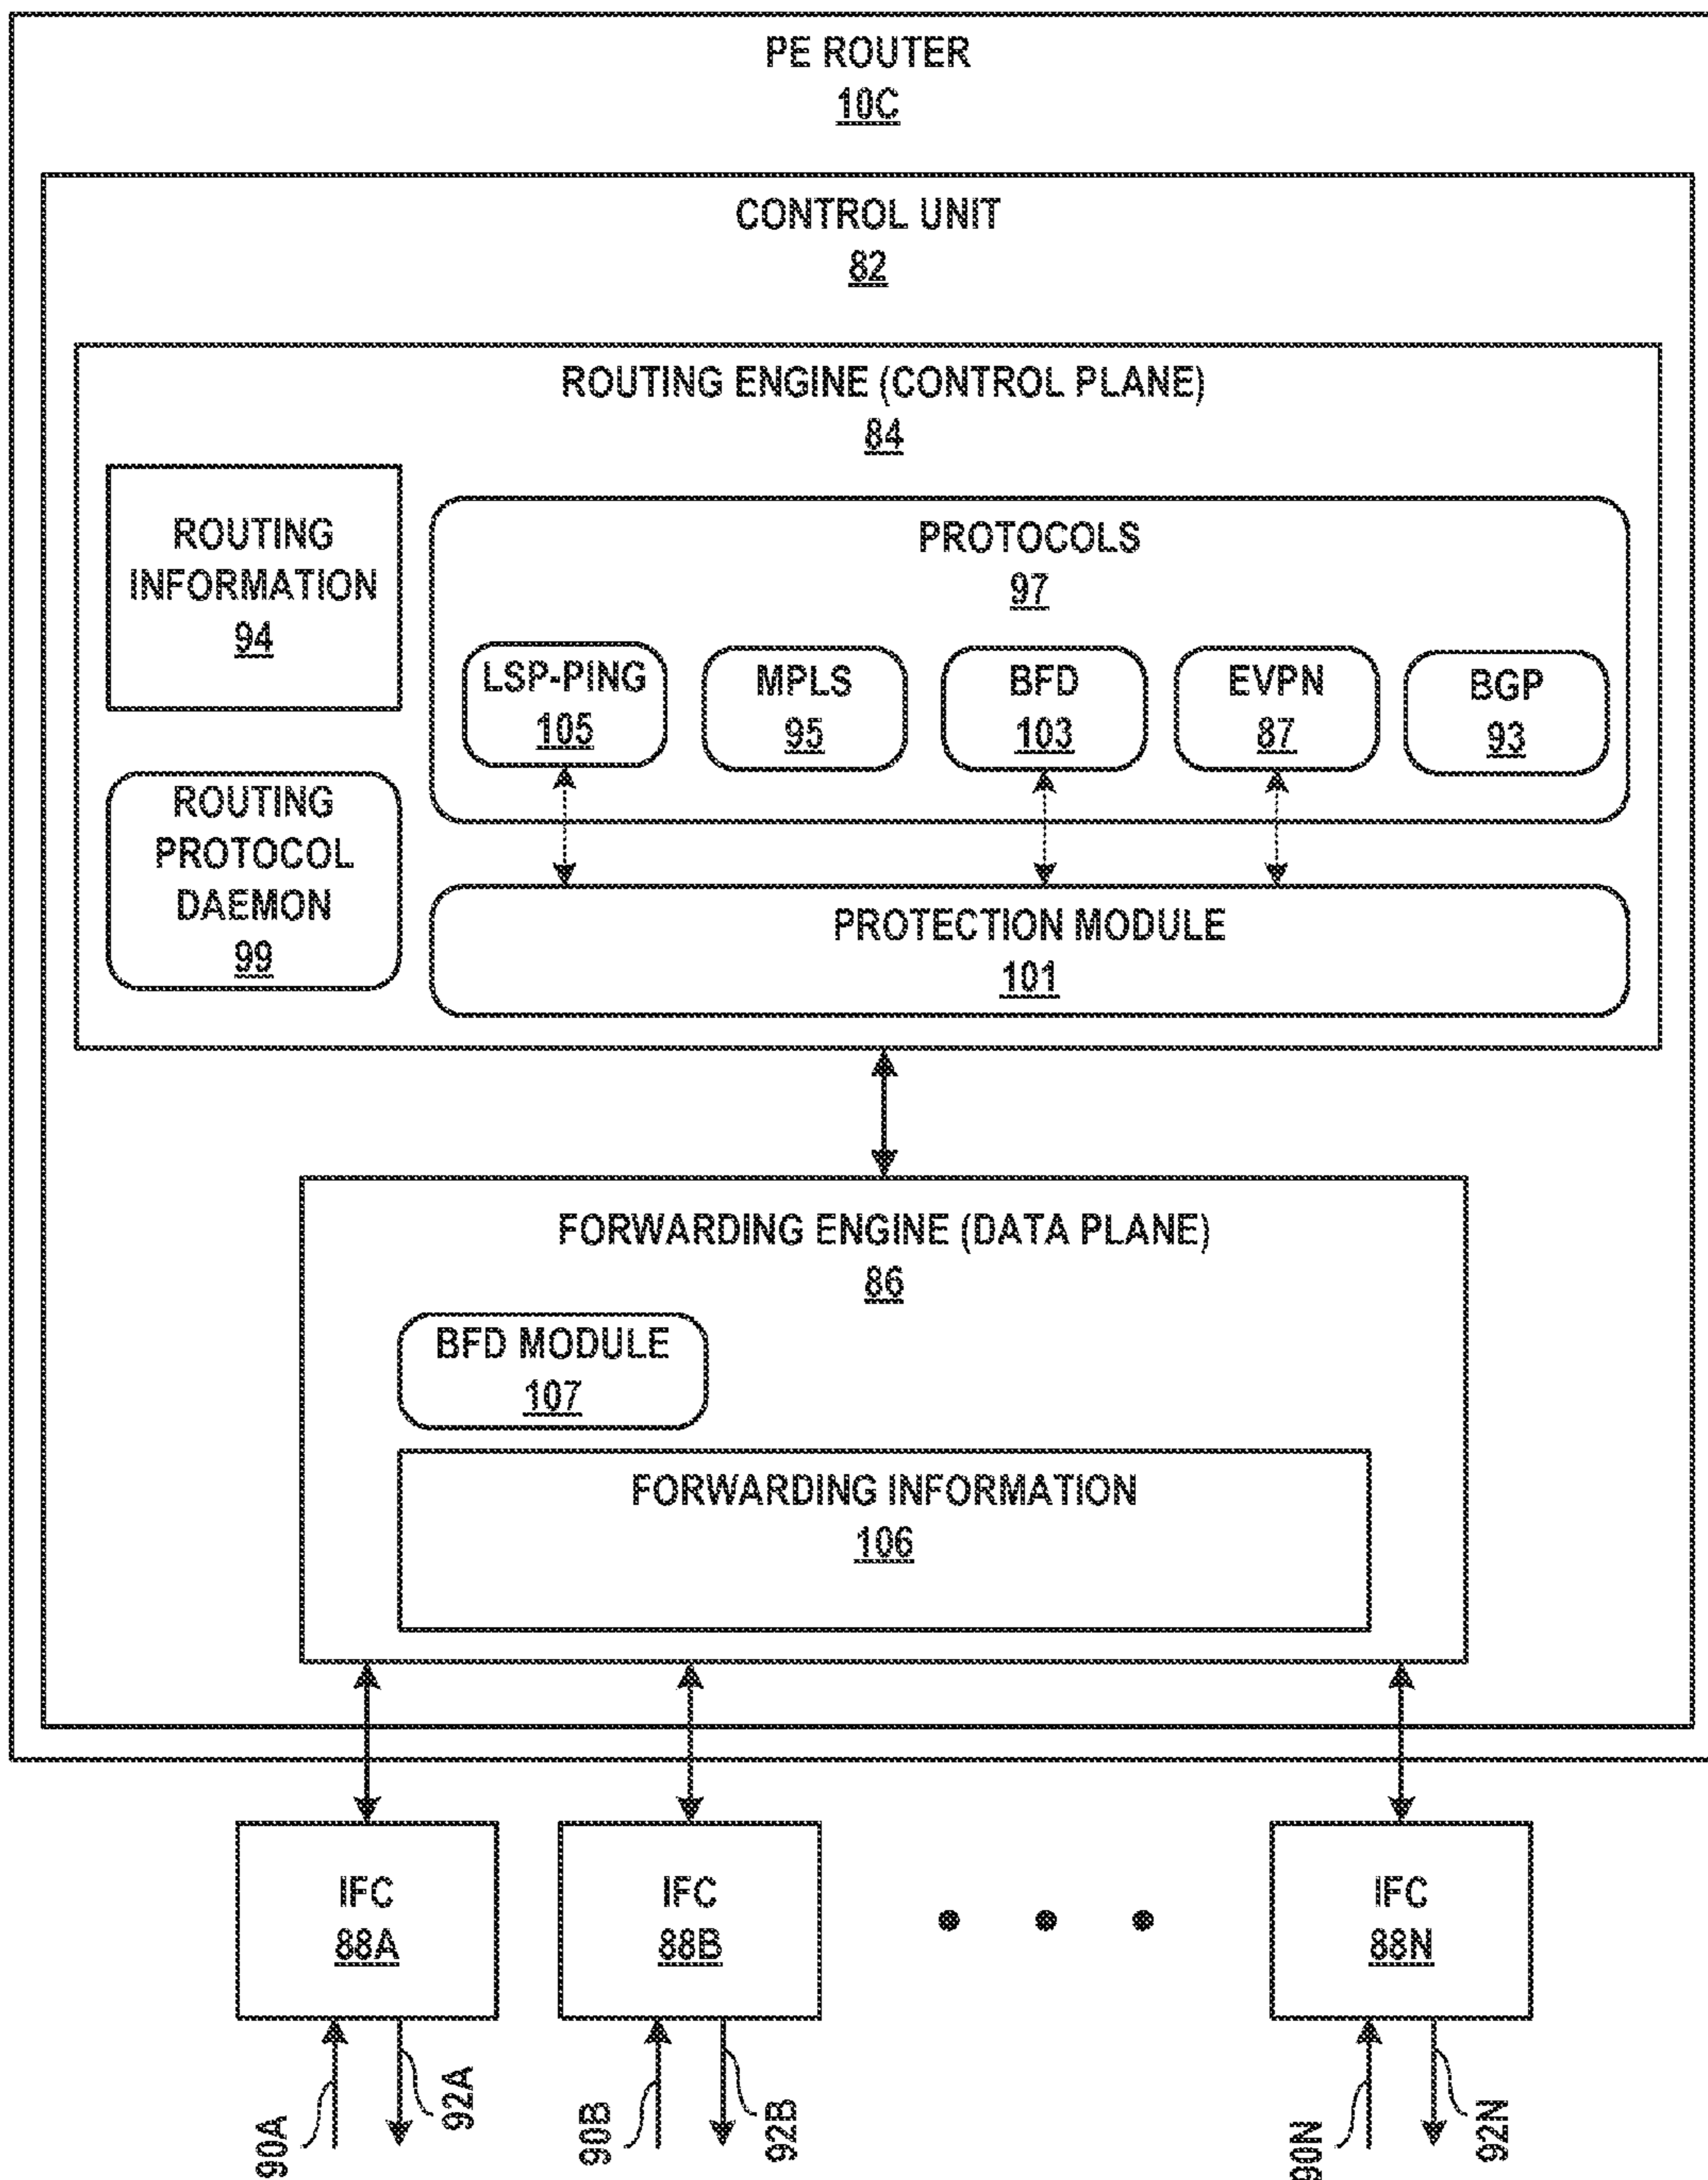 PE ROUTER
10C
CONTROL UNIT
82
ROUTING ENGINE (CONTROL PLANE)
84
ROUTING
INFORMATION
94
PROTOCOLS
97
LSP-PING
105
MPLS
95
BFD
103
EVPN
87
BGP
93
ROUTING
PROTOCOL
DAEMON
99
PROTECTION MODULE
101
FORWARDING ENGINE (DATA PLANE)
86
BFD MODULE
107
FORWARDING INFORMATION
106
IFC
88A
IFC
88B
IFC
88N
90A
92A
90B
92B
90N
92N